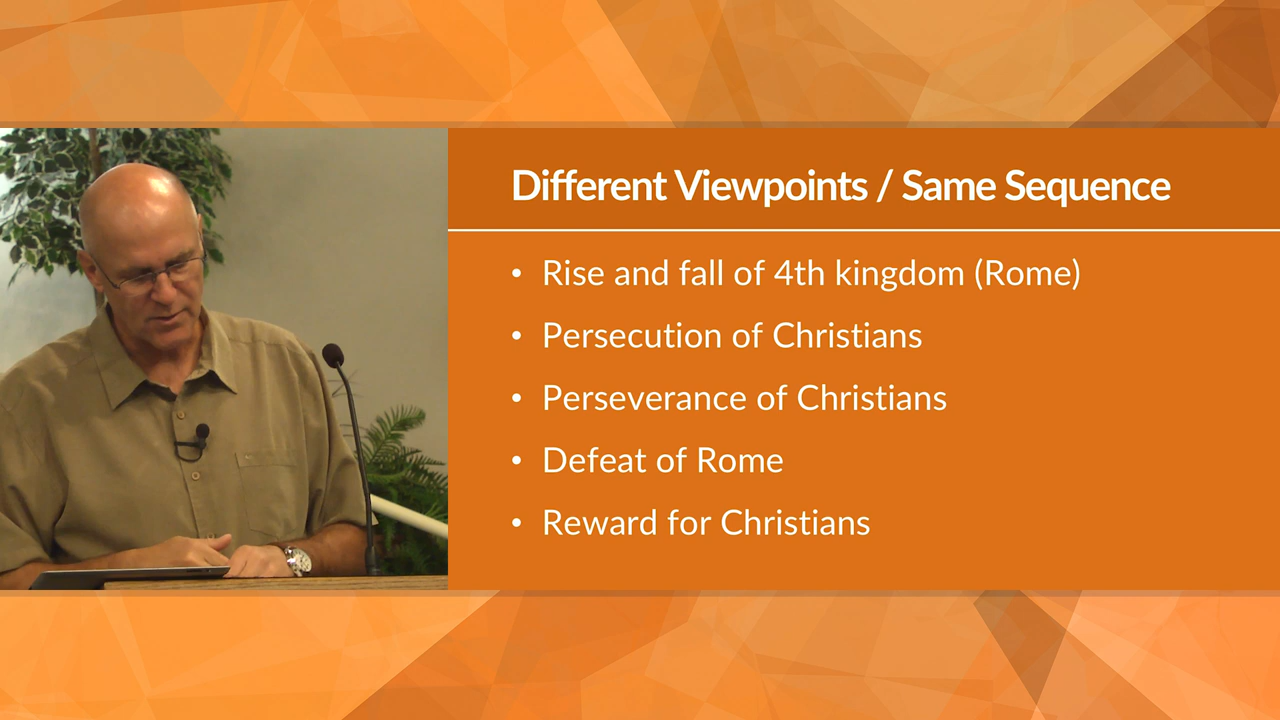 Different Viewpoints / Same Sequence
• Rise and fall of 4th kingdom (Rome)
• Persecution of Christians
• Perseverance of Christians
• Defeat of Rome
• Reward for Christians